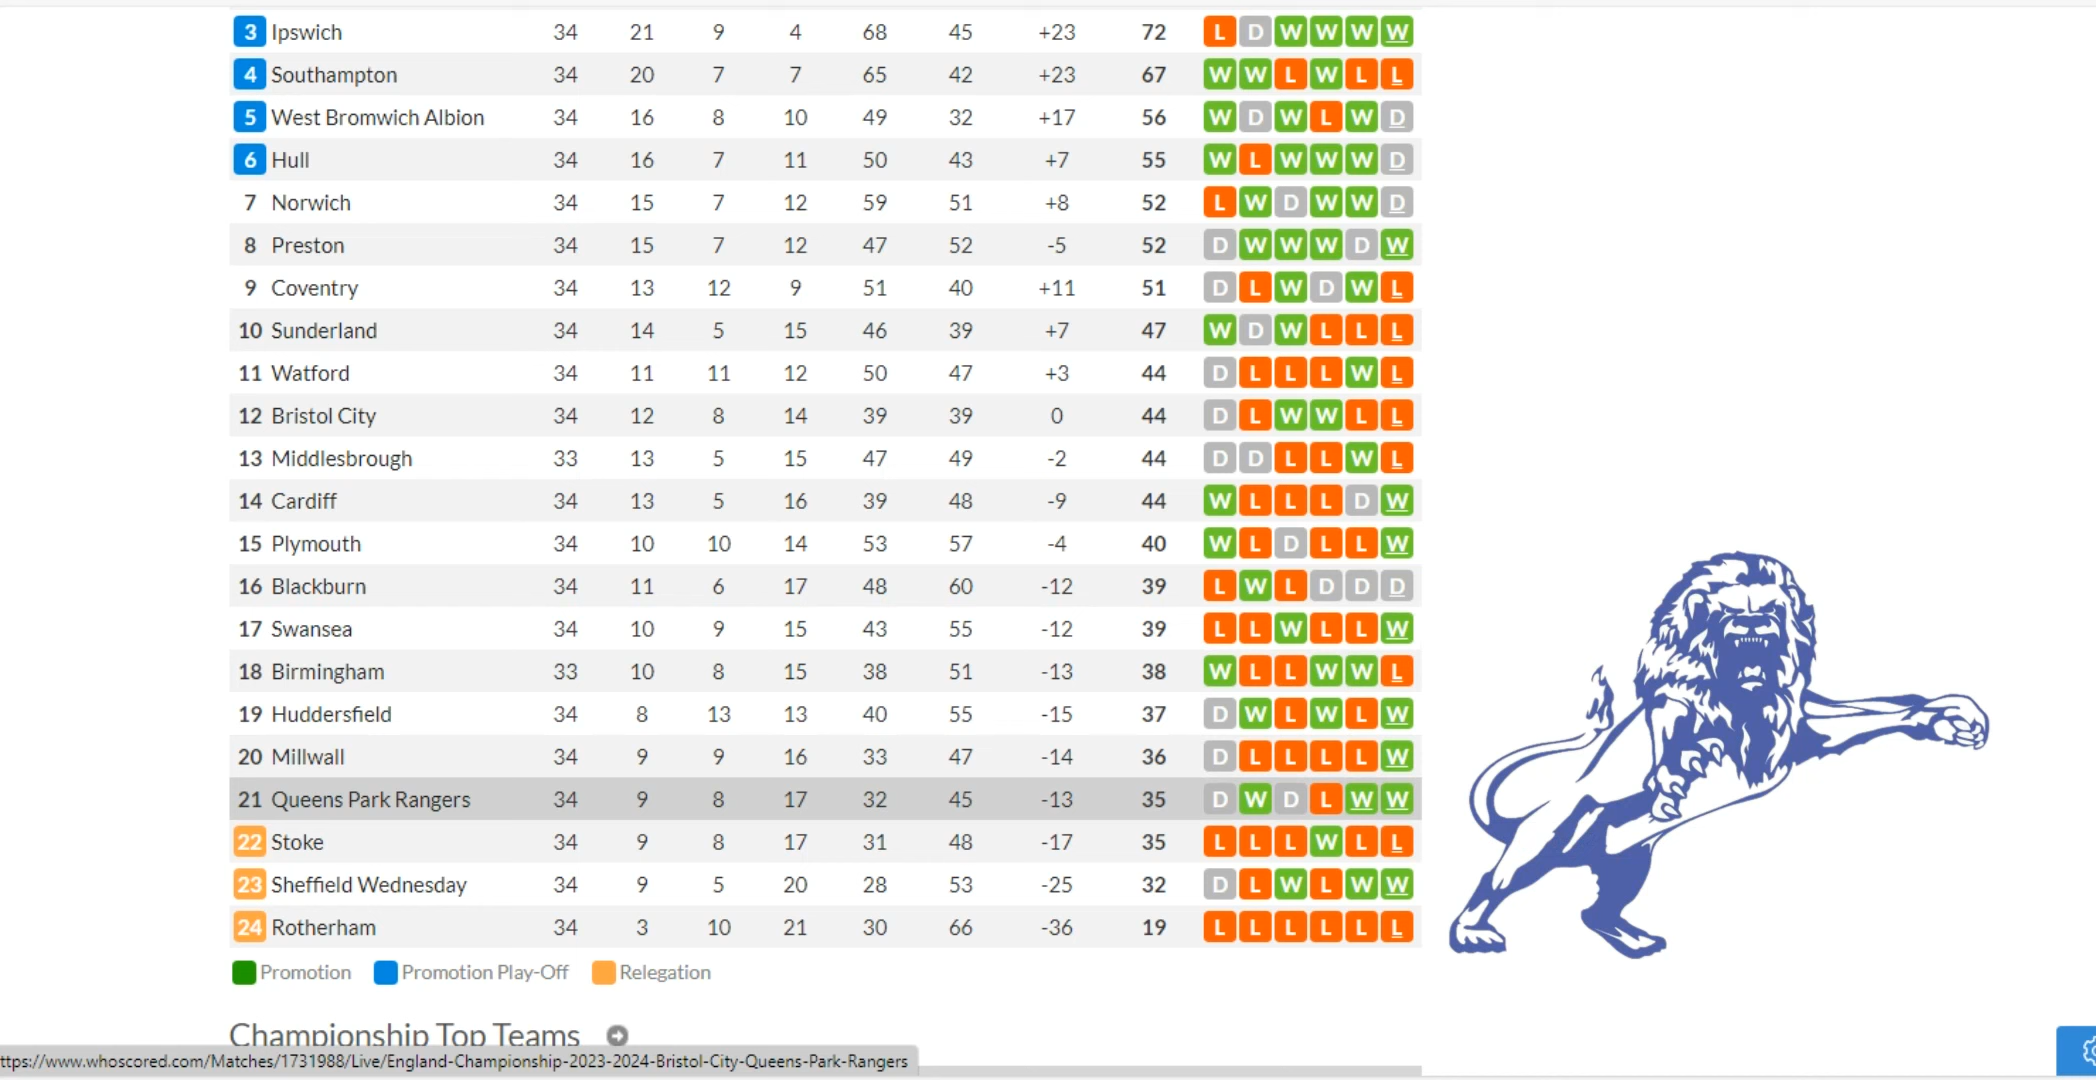 3 Ipswich 34 21 9 4 68 45 +23 72 L D W W W W
4 Southampton 34 20 7 7 65 42 +23 67 W W L W L L
5 West Bromwich Albion 34 16 8 10 49 32 +17 56 W D W L W D
6 Hull 34 16 7 11 50 43 +7 55 W L W W W D
7 Norwich 34 15 7 12 59 51 +8 52 L W D W W D
8 Preston 34 15 7 12 47 52 -5 52 D W W W D W
9 Coventry 34 13 12 9 51 40 +11 51 D L W D W L
10 Sunderland 34 14 5 15 46 39 +7 47 W D W L L L
11 Watford 34 11 11 12 50 47 +3 44 D L L L W L
12 Bristol City 34 12 8 14 39 39 0 44 D L W W L L
13 Middlesbrough 33 13 5 15 47 49 -2 44 D D L L W L
14 Cardiff 34 13 5 16 39 48 -9 44 W L L L D W
15 Plymouth 34 10 10 14 53 57 -4 40 W L D L L W
16 Blackburn 34 11 6 17 48 60 -12 39 L W L D D D
17 Swansea 34 10 9 15 43 55 -12 39 L L W L L W
18 Birmingham 33 10 8 15 38 51 -13 38 W L L W W L
19 Huddersfield 34 8 13 13 40 55 -15 37 D W L W L W
20 Millwall 34 9 9 16 33 47 -14 36 D L L L L W
21 Queens Park Rangers 34 9 8 17 32 45 -13 35 D W D L W W
22 Stoke 34 9 8 17 31 48 -17 35 L L L W L L
23 Sheffield Wednesday 34 9 5 20 28 53 -25 32 D L W L W W
24 Rotherham 34 3 10 21 30 66 -36 19 L L L L L L
Promotion Promotion Play-Off Relegation
Championship Top Teams
ttps://www.whoscored.com/Matches/1731988/Live/England-Championship-2023-2024-Bristol-City-Queens-Park-Rangers